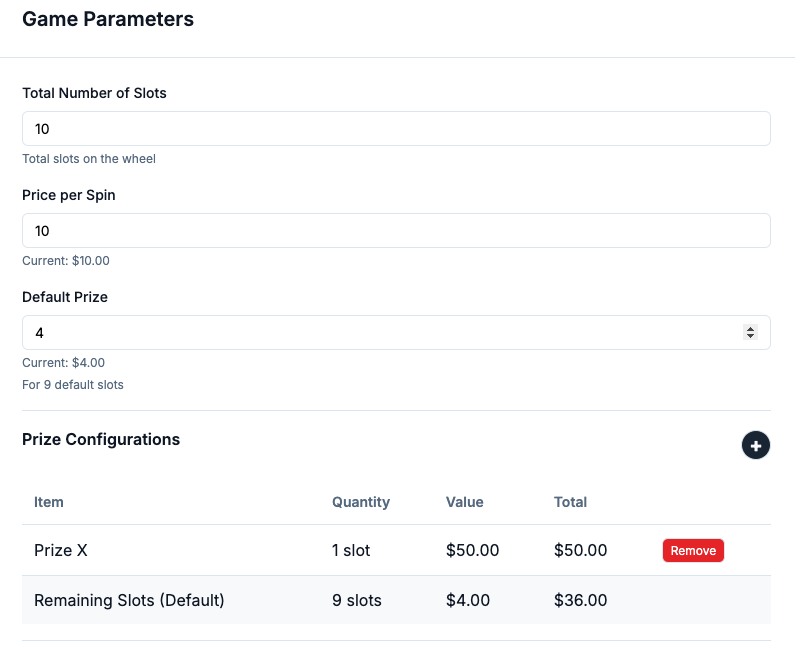 Game Parameters
Total Number of Slots
10
Total slots on the wheel
Price per Spin
10
Current: $10.00
Default Prize
4
Current: $4.00
For 9 default slots
Prize Configurations
Item Quantity Value Total
Prize X 1 slot $50.00 $50.00 Remove
Remaining Slots (Default) 9 slots $4.00 $36.00